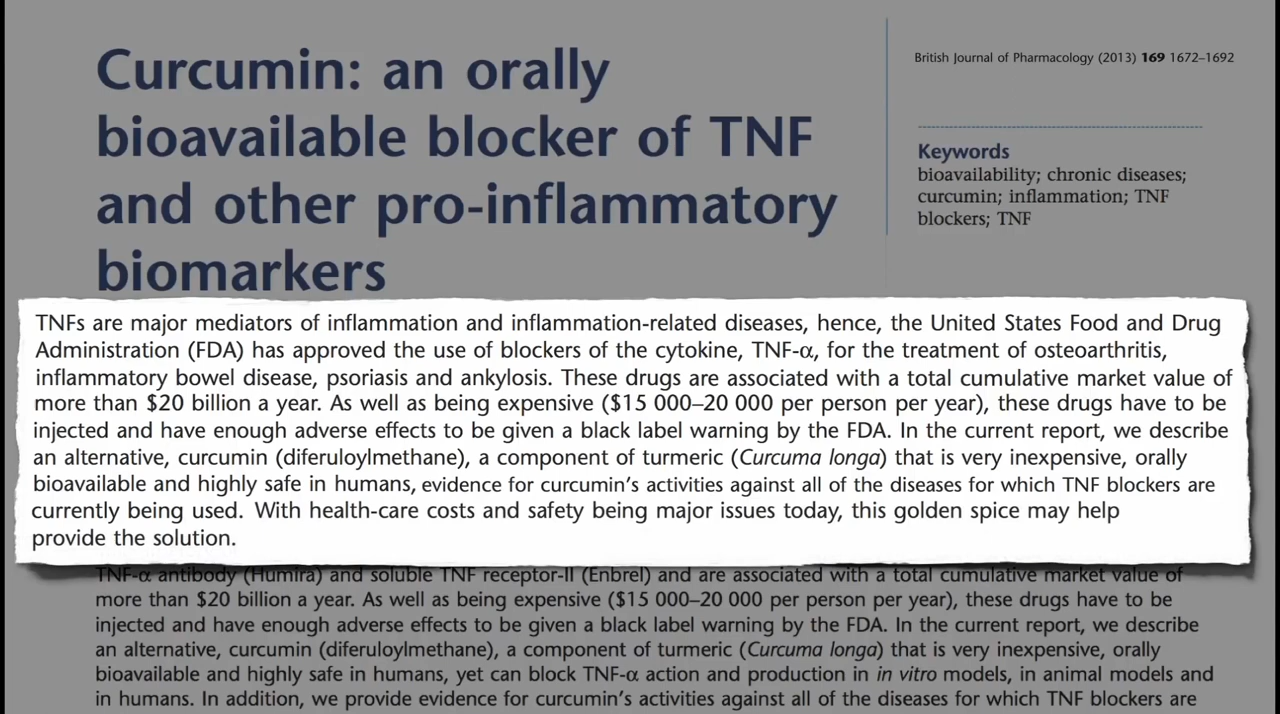 Curcumin: an orally
bioavailable blocker of TNF
and other pro-inflammatory
biomarkers
British Journal of Pharmacology (2013) 169 1672–1692
Keywords
bioavailability; chronic diseases;
curcumin; inflammation; TNF
blockers; TNF
TNFs are major mediators of inflammation and inflammation-related diseases, hence, the United States Food and Drug
Administration (FDA) has approved the use of blockers of the cytokine, TNF-α, for the treatment of osteoarthritis,
inflammatory bowel disease, psoriasis and ankylosis. These drugs are associated with a total cumulative market value of
more than $20 billion a year. As well as being expensive ($15 000–20 000 per person per year), these drugs have to be
injected and have enough adverse effects to be given a black label warning by the FDA. In the current report, we describe
an alternative, curcumin (diferuloylmethane), a component of turmeric (Curcuma longa) that is very inexpensive, orally
bioavailable and highly safe in humans, evidence for curcumin’s activities against all of the diseases for which TNF blockers are
currently being used. With health-care costs and safety being major issues today, this golden spice may help
provide the solution.
TNF-α antibody (Humira) and soluble TNF receptor-II (Enbrel) and are associated with a total cumulative market value of
more than $20 billion a year. As well as being expensive ($15 000–20 000 per person per year), these drugs have to be
injected and have enough adverse effects to be given a black label warning by the FDA. In the current report, we describe
an alternative, curcumin (diferuloylmethane), a component of turmeric (Curcuma longa) that is very inexpensive, orally
bioavailable and highly safe in humans, yet can block TNF-α action and production in in vitro models, in animal models and
in humans. In addition, we provide evidence for curcumin’s activities against all of the diseases for which TNF blockers are